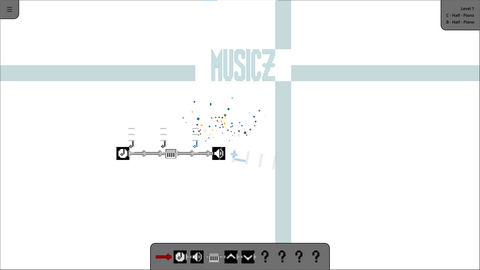 Level 1
C - Half - Piano
B - Half - Piano
MUSICZ
? ? ? ?